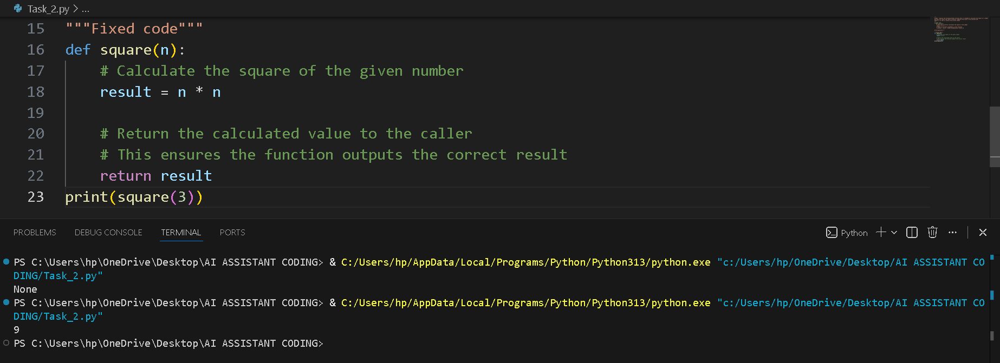 Task_2.py > ...
15 """Fixed code"""
16 def square(n):
17     # Calculate the square of the given number
18     result = n * n
19
20     # Return the calculated value to the caller
21     # This ensures the function outputs the correct result
22     return result
23 print(square(3))
PROBLEMS DEBUG CONSOLE TERMINAL PORTS Python
PS C:\Users\hp\OneDrive\Desktop\AI ASSISTANT CODING> & C:/Users/hp/AppData/Local/Programs/Python/Python313/python.exe "c:/Users/hp/OneDrive/Desktop/AI ASSISTANT CO
DING/Task_2.py"
None
PS C:\Users\hp\OneDrive\Desktop\AI ASSISTANT CODING> & C:/Users/hp/AppData/Local/Programs/Python/Python313/python.exe "c:/Users/hp/OneDrive/Desktop/AI ASSISTANT CO
DING/Task_2.py"
9
PS C:\Users\hp\OneDrive\Desktop\AI ASSISTANT CODING>